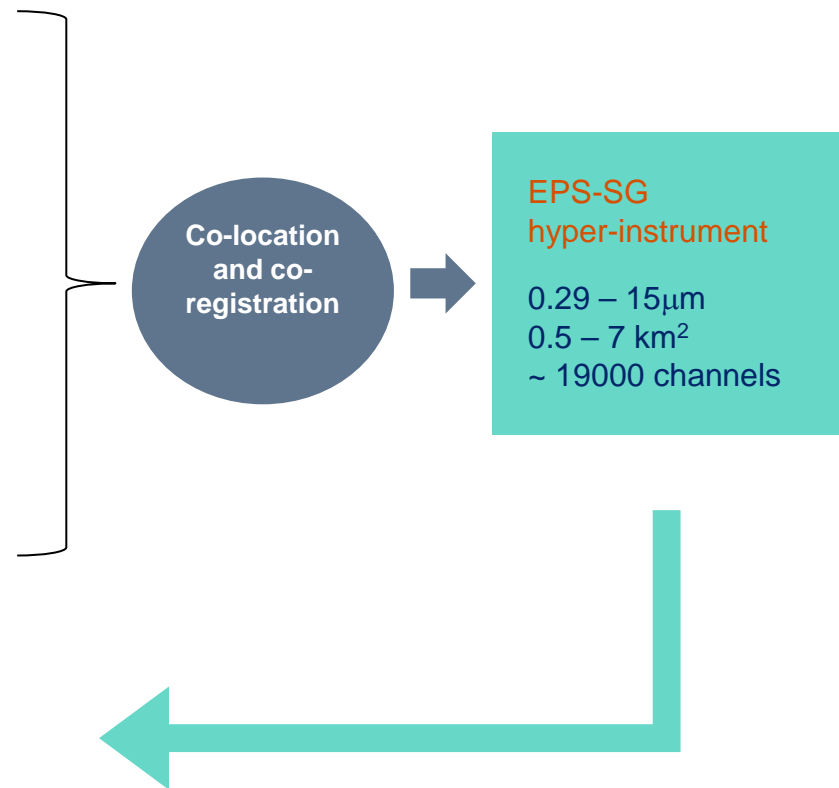 Co-location
and co-
registration
EPS-SG
hyper-instrument
0.29 – 15μm
0.5 – 7 km²
~ 19000 channels